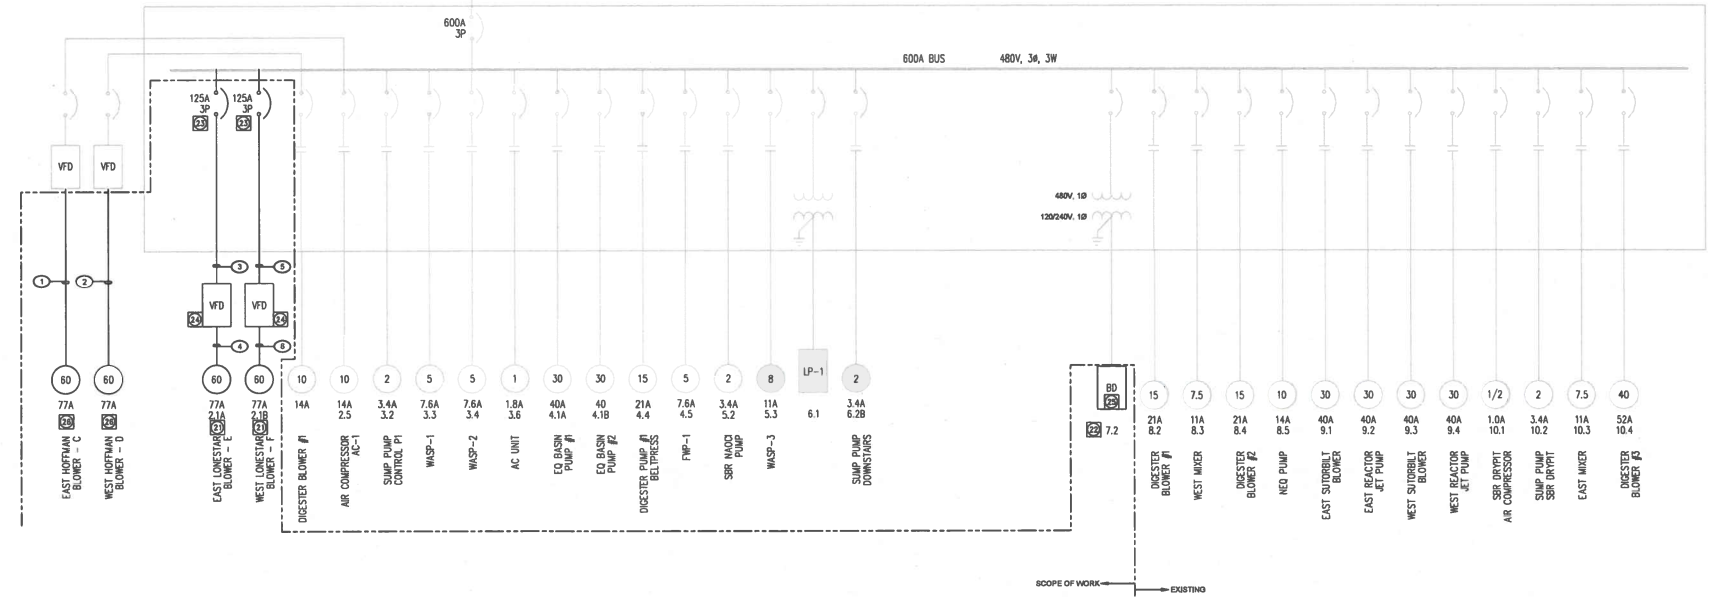 600A
3P
600A BUS
480V, 3Ø, 3W
125A
3P
23
125A
3P
23
VFD
VFD
480V, 1Ø
120/240V, 1Ø
1
2
3
5
VFD
VFD
24
24
4
6
60
60
60
60
10
10
2
5
5
1
30
30
15
5
2
8
LP-1
2
BD
25
15
7.5
15
10
30
30
30
30
1/2
2
7.5
40
77A
26
EAST HOFFMAN
BLOWER - C
77A
26
WEST HOFFMAN
BLOWER - D
77A
2.1A
21
EAST LONESTAR
BLOWER - E
77A
2.1B
21
WEST LONESTAR
BLOWER - F
14A
DIGESTER BLOWER #1
14A
2.5
AIR COMPRESSOR
AC-1
3.4A
3.2
SUMP PUMP
CONTROL P1
7.6A
3.3
WASP-1
7.6A
3.4
WASP-2
1.8A
3.6
AC UNIT
40A
4.1A
EQ BASIN
PUMP #1
40
4.1B
EQ BASIN
PUMP #2
21A
4.4
DIGESTER PUMP #1
BELTPRESS
7.6A
4.5
FWP-1
3.4A
5.2
SBR NAOCI
PUMP
11A
5.3
WASP-3
6.1
3.4A
6.2B
SUMP PUMP
DOWNSTAIRS
22
7.2
21A
8.2
DIGESTER
BLOWER #1
11A
8.3
WEST MIXER
21A
8.4
DIGESTER
BLOWER #2
14A
8.5
NEQ PUMP
40A
9.1
EAST SUTORBILT
BLOWER
40A
9.2
EAST REACTOR
JET PUMP
40A
9.3
WEST SUTORBILT
BLOWER
40A
9.4
WEST REACTOR
JET PUMP
1.0A
10.1
SBR DRYPIT
AIR COMPRESSOR
3.4A
10.2
SUMP PUMP
SBR DRYPIT
11A
10.3
EAST MIXER
52A
10.4
DIGESTER
BLOWER #3
SCOPE OF WORK
EXISTING